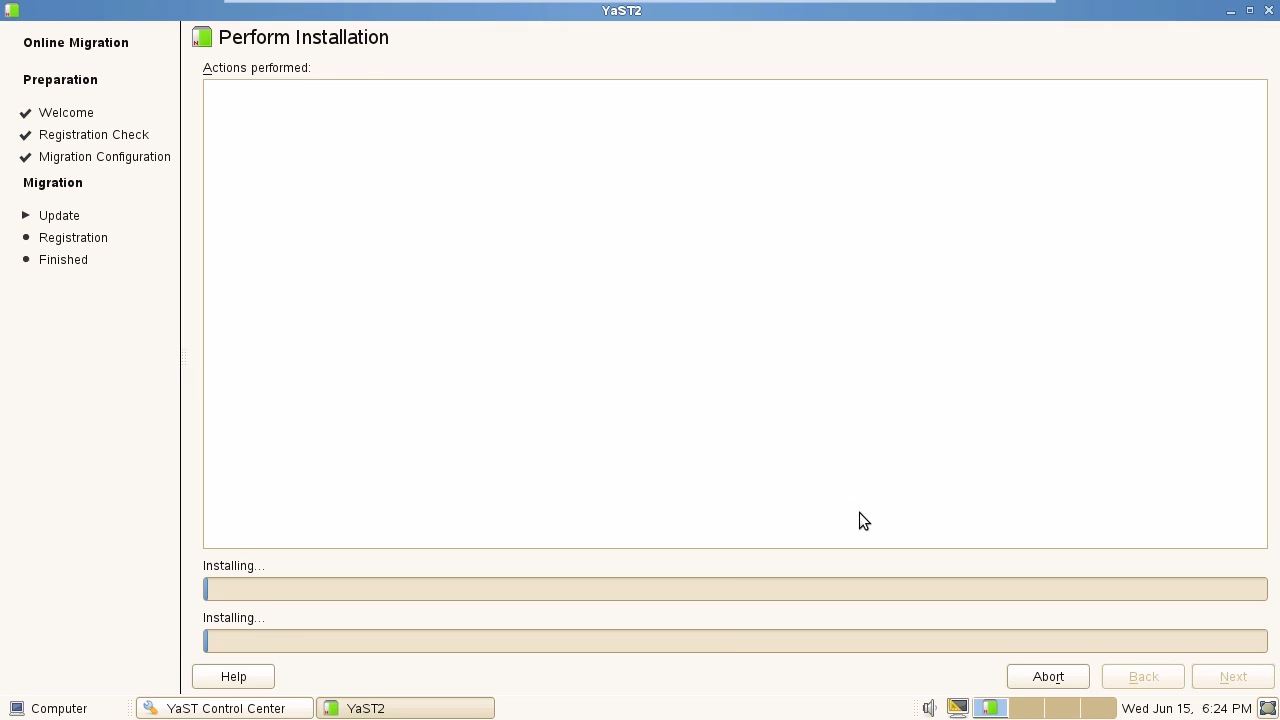 YaST2
Online Migration
Preparation
Welcome
Registration Check
Migration Configuration
Migration
Update
Registration
Finished
Perform Installation
Actions performed:
Installing...
Installing...
Help
Abort
Back
Next
Computer
YaST Control Center
YaST2
Wed Jun 15, 6:24 PM